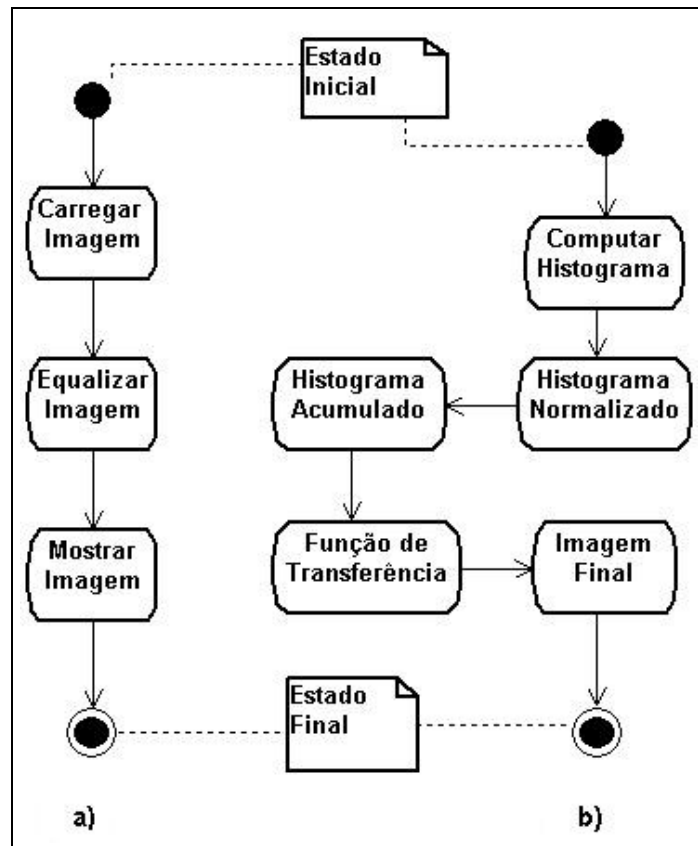 Estado
Inicial
Carregar
Imagem
Computar
Histograma
Equalizar
Imagem
Histograma
Acumulado
Histograma
Normalizado
Mostrar
Imagem
Função de
Transferência
Imagem
Final
Estado
Final
a)
b)